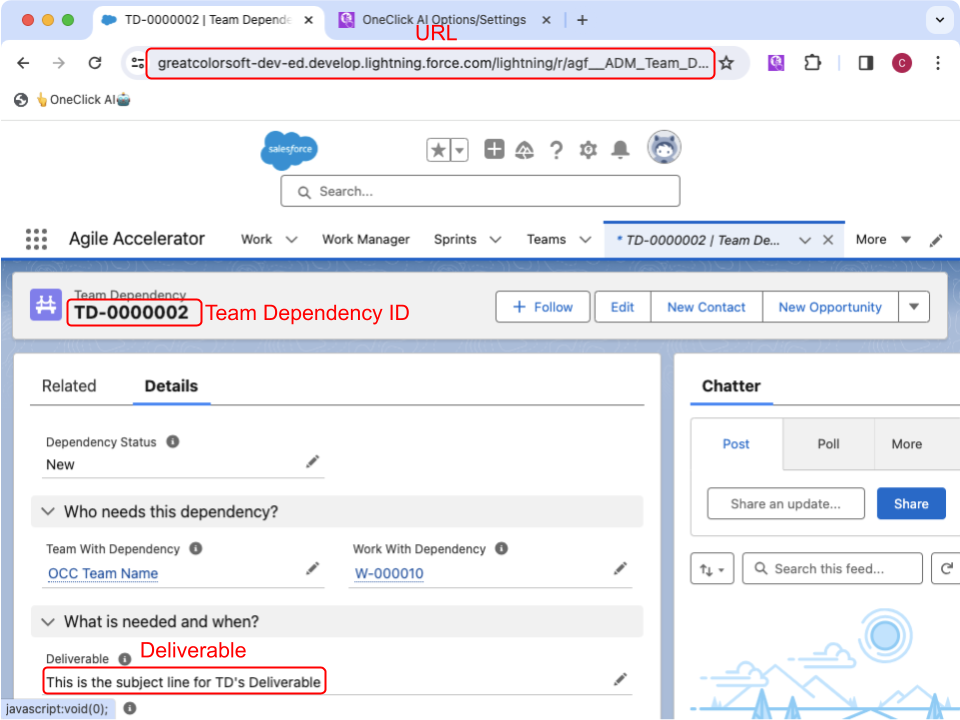 TD-0000002 | Team Depende
OneClick AI Options/Settings
URL
greatcolorsoft-dev-ed.develop.lightning.force.com/lightning/r/agf__ADM_Team_D...
C
👆OneClick AI🤖
salesforce
Search...
Agile Accelerator
Work
Work Manager
Sprints
Teams
* TD-0000002 | Team De...
More
Team Dependency
TD-0000002
Team Dependency ID
Follow
Edit
New Contact
New Opportunity
Related
Details
Chatter
Dependency Status
New
Post
Poll
More
Share an update...
Share
Who needs this dependency?
Team With Dependency
OCC Team Name
Work With Dependency
W-000010
Search this feed...
What is needed and when?
Deliverable
Deliverable
This is the subject line for TD's Deliverable
javascript:void(0);